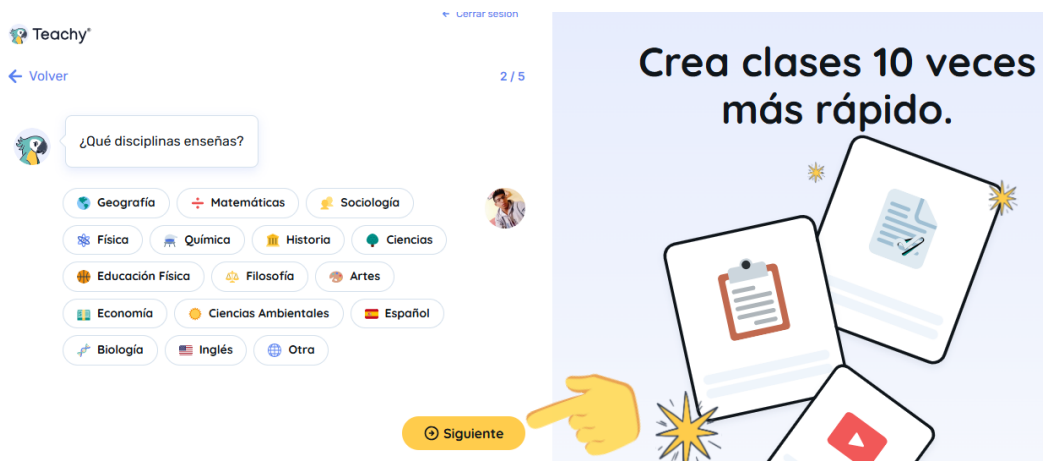 ← Cerrar sesión
Teachy®
← Volver
2 / 5
¿Qué disciplinas enseñas?
Geografía
Matemáticas
Sociología
Física
Química
Historia
Ciencias
Educación Física
Filosofía
Artes
Economía
Ciencias Ambientales
Español
Biología
Inglés
Otra
Siguiente
Crea clases 10 veces
más rápido.